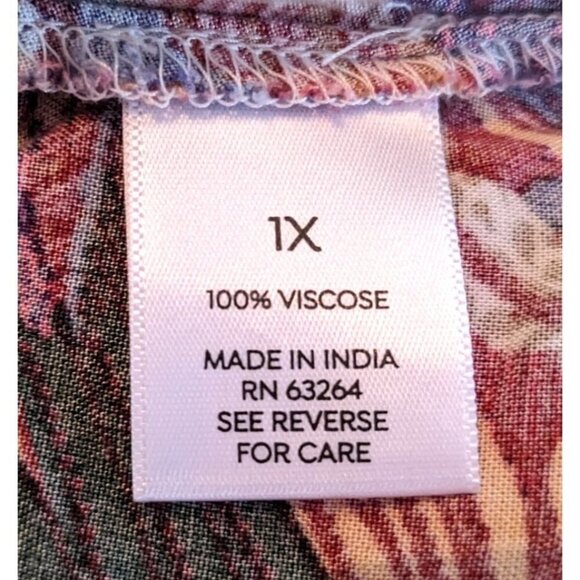 1X
100% VISCOSE
MADE IN INDIA
RN 63264
SEE REVERSE
FOR CARE